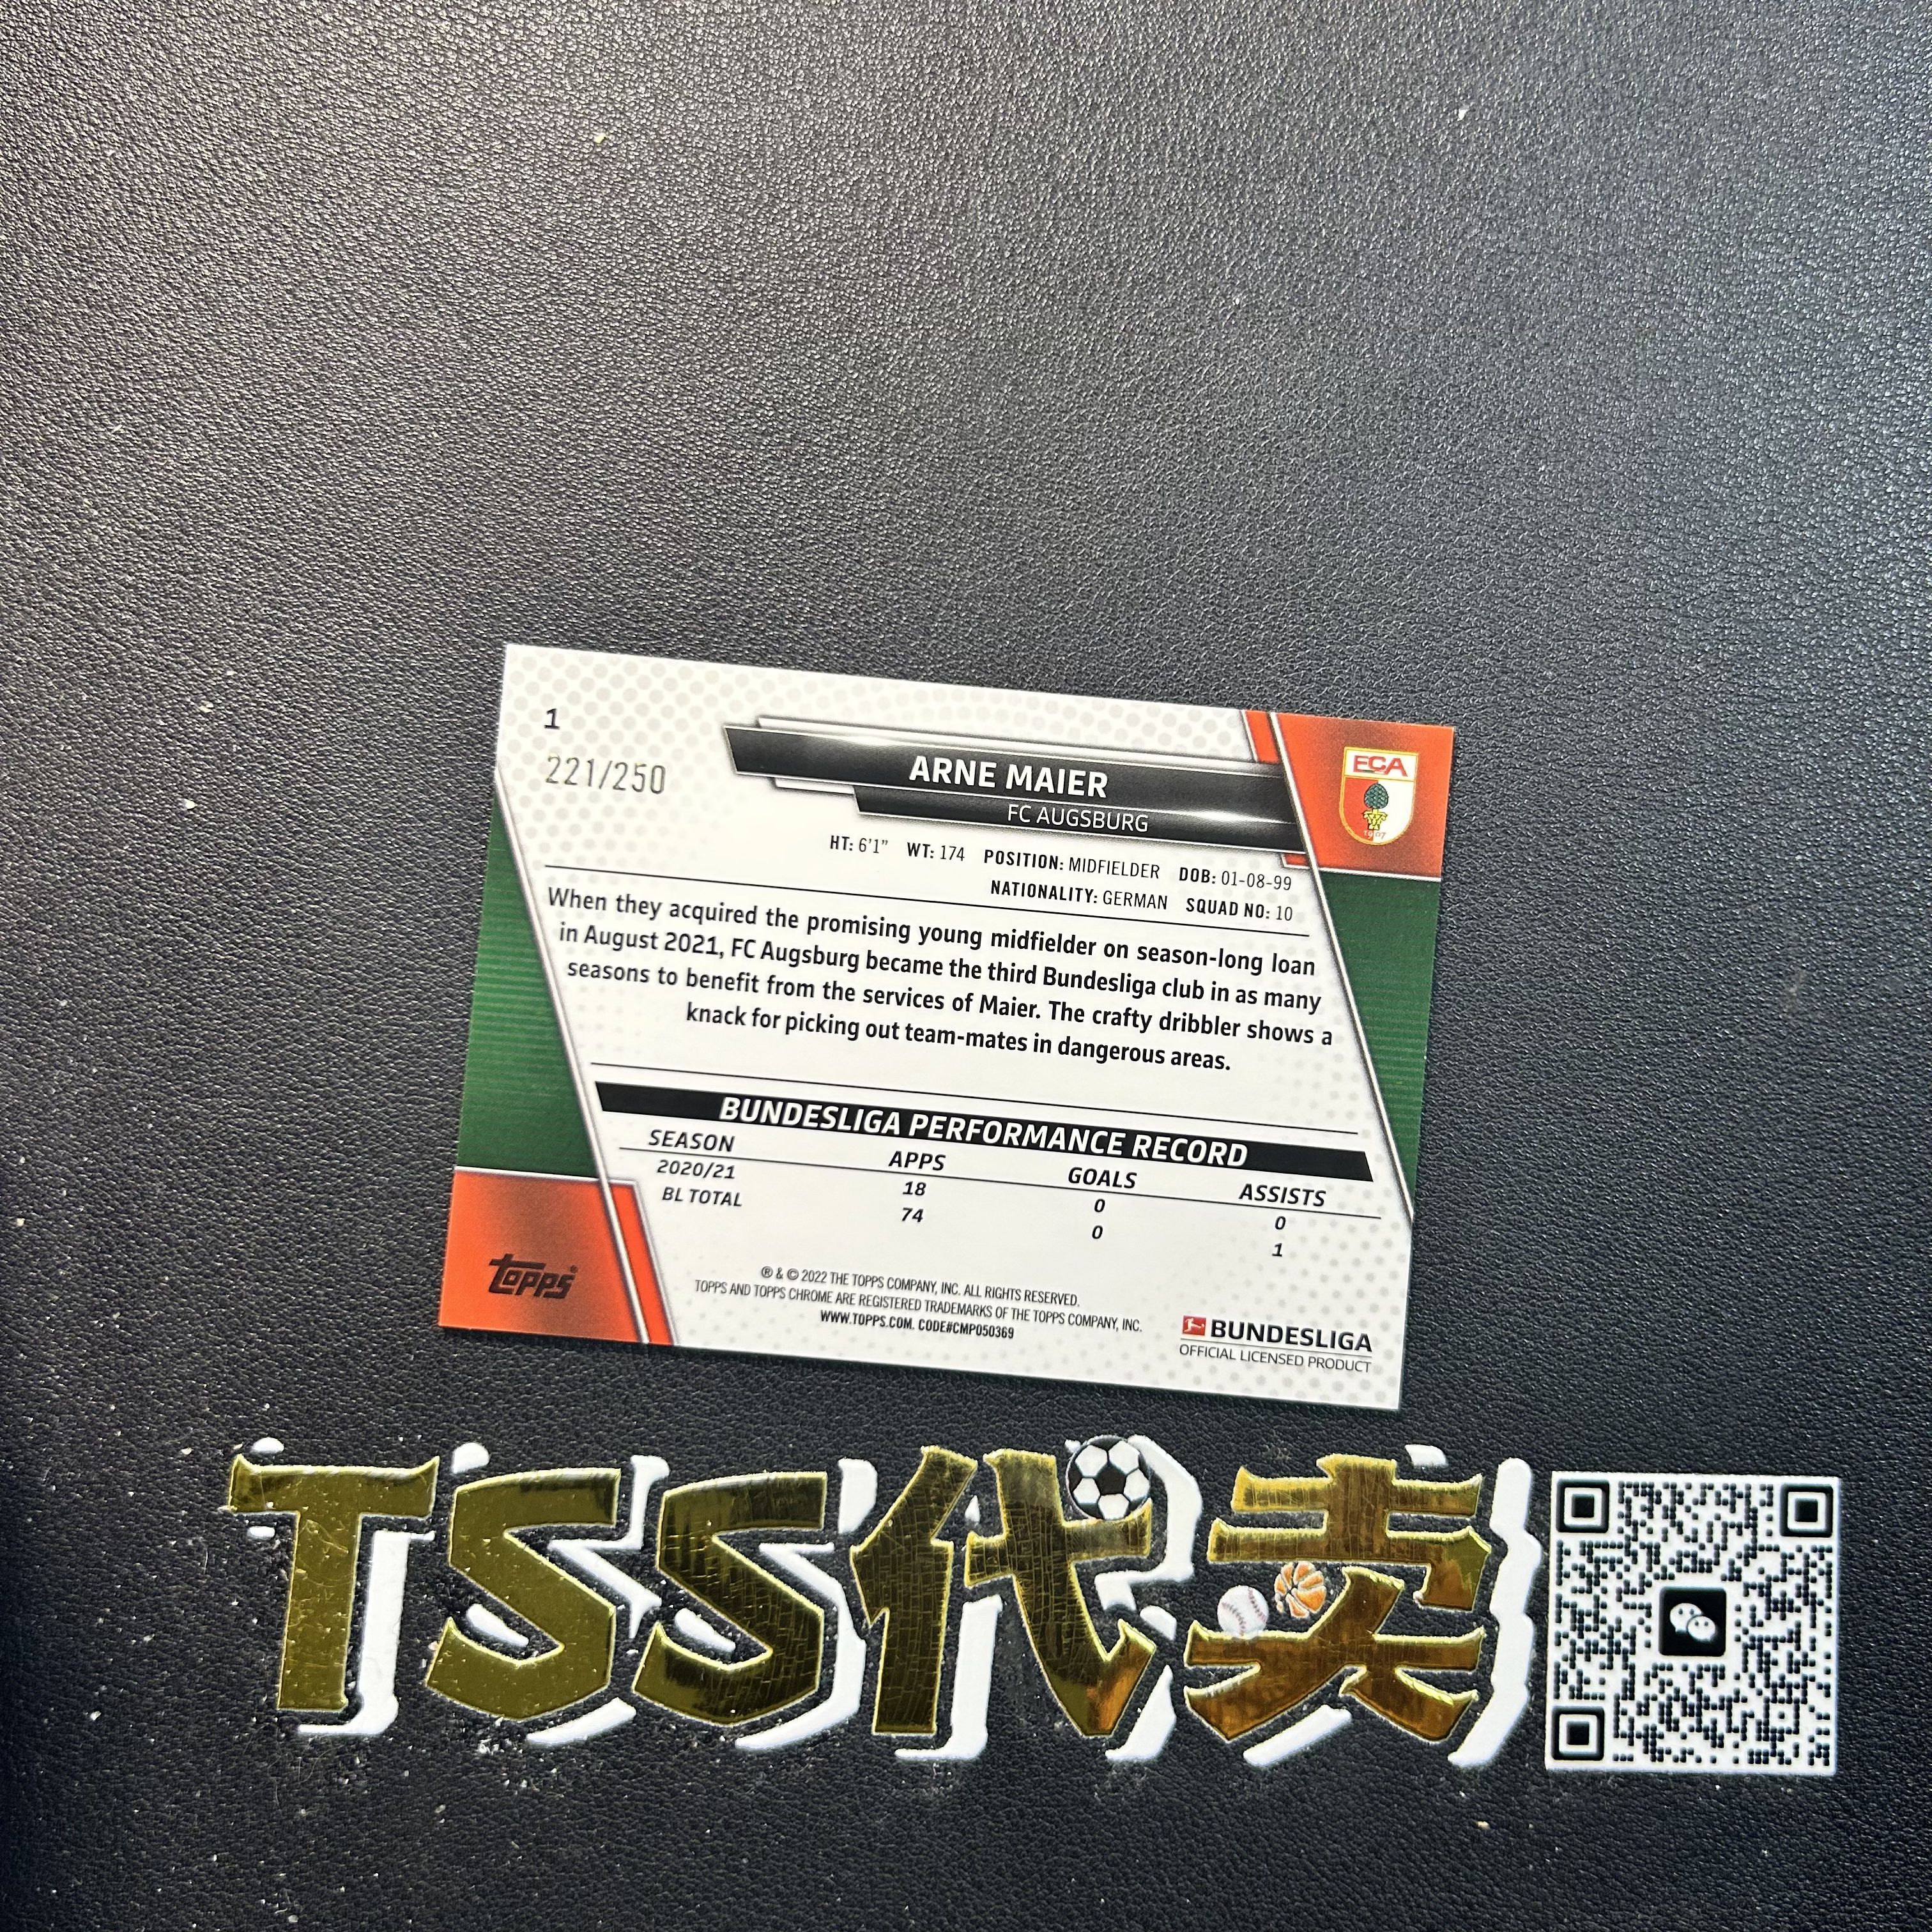 1
221/250
ARNE MAIER
FC AUGSBURG
FCA
1907
HT: 6'1" WT: 174 POSITION: MIDFIELDER DOB: 01-08-99
NATIONALITY: GERMAN SQUAD NO: 10
When they acquired the promising young midfielder on season-long loan
in August 2021, FC Augsburg became the third Bundesliga club in as many
seasons to benefit from the services of Maier. The crafty dribbler shows a
knack for picking out team-mates in dangerous areas.
BUNDESLIGA PERFORMANCE RECORD
SEASON APPS GOALS ASSISTS
2020/21 18 0 0
BL TOTAL 74 0 1
topps
® & © 2022 THE TOPPS COMPANY, INC. ALL RIGHTS RESERVED.
TOPPS AND TOPPS CHROME ARE REGISTERED TRADEMARKS OF THE TOPPS COMPANY, INC.
WWW.TOPPS.COM. CODE#CMP050369
BUNDESLIGA
OFFICIAL LICENSED PRODUCT
TSS代卖